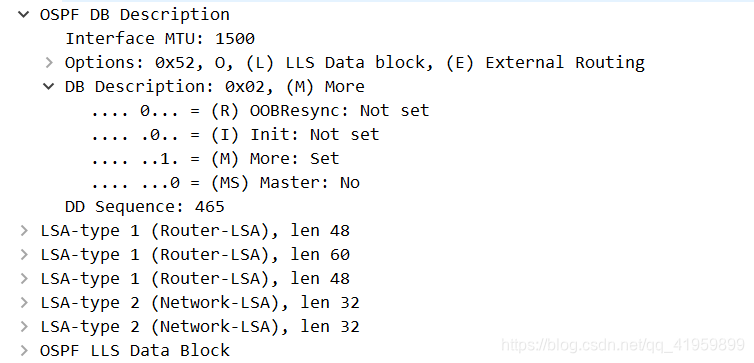 OSPF DB Description
Interface MTU: 1500
Options: 0x52, O, (L) LLS Data block, (E) External Routing
DB Description: 0x02, (M) More
.... 0... = (R) OOBResync: Not set
.... .0.. = (I) Init: Not set
.... ..1. = (M) More: Set
.... ...0 = (MS) Master: No
DD Sequence: 465
LSA-type 1 (Router-LSA), len 48
LSA-type 1 (Router-LSA), len 60
LSA-type 1 (Router-LSA), len 48
LSA-type 2 (Network-LSA), len 32
LSA-type 2 (Network-LSA), len 32
OSPF LLS Data Block
https://blog.csdn.net/qq_41959899